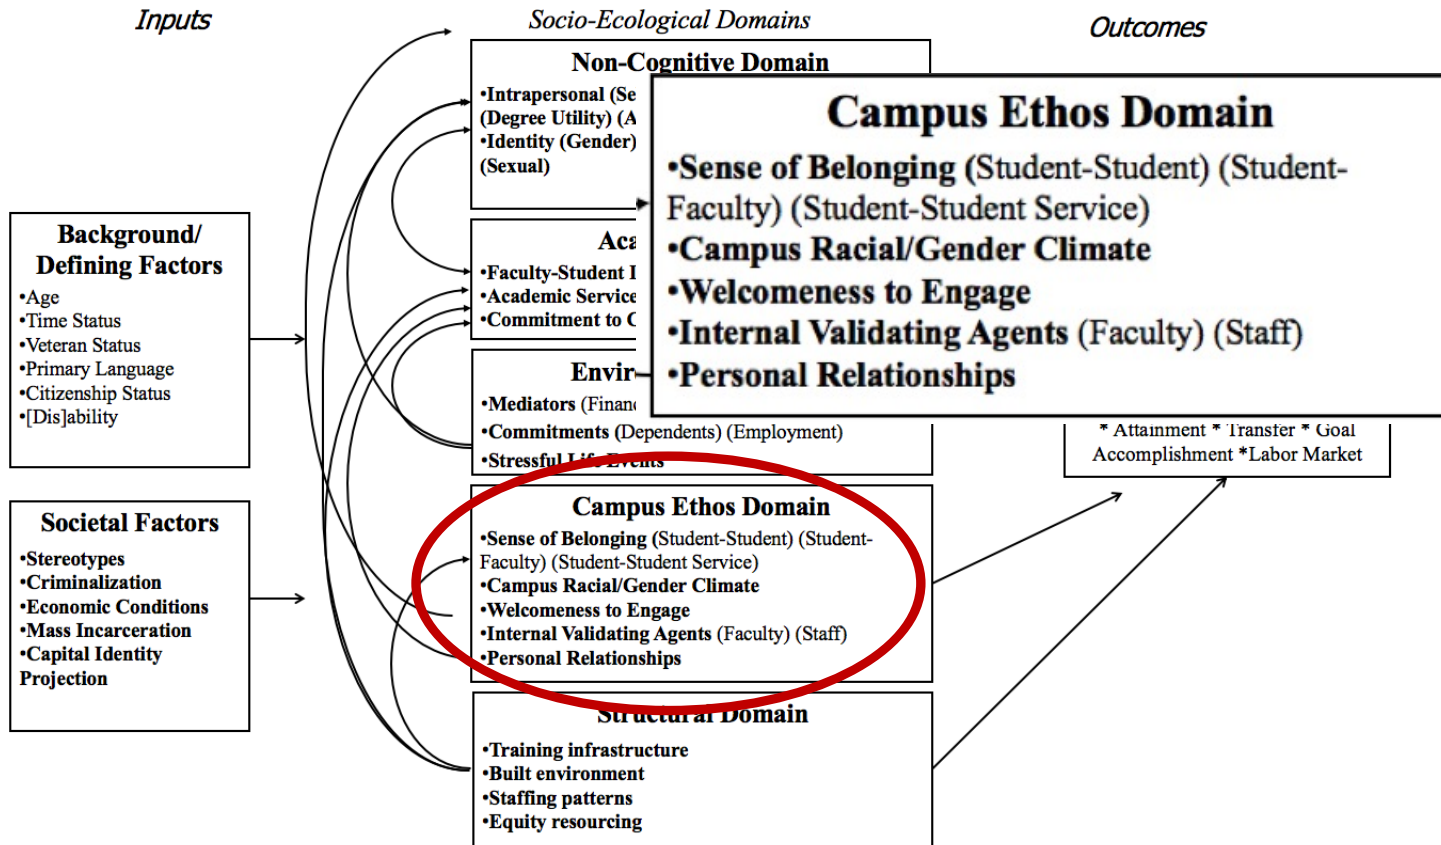 Inputs
Socio-Ecological Domains
Outcomes
Background/
Defining Factors
•Age
•Time Status
•Veteran Status
•Primary Language
•Citizenship Status
•[Dis]ability
Societal Factors
•Stereotypes
•Criminalization
•Economic Conditions
•Mass Incarceration
•Capital Identity
Projection
Non-Cognitive Domain
•Intrapersonal
(Degree Utility)
•Identity (Gender)
(Sexual)
•Faculty-Student
•Academic Service
•Commitment to
•Mediators
•Commitments (Dependents) (Employment)
•Stressful Life Events
Campus Ethos Domain
•Sense of Belonging (Student-Student) (Student-
Faculty) (Student-Student Service)
•Campus Racial/Gender Climate
•Welcomeness to Engage
•Internal Validating Agents (Faculty) (Staff)
•Personal Relationships
Structural Domain
•Training infrastructure
•Built environment
•Staffing patterns
•Equity resourcing
Campus Ethos Domain
•Sense of Belonging (Student-Student) (Student-
Faculty) (Student-Student Service)
•Campus Racial/Gender Climate
•Welcomeness to Engage
•Internal Validating Agents (Faculty) (Staff)
•Personal Relationships
* Attainment * Transfer * Goal
Accomplishment *Labor Market